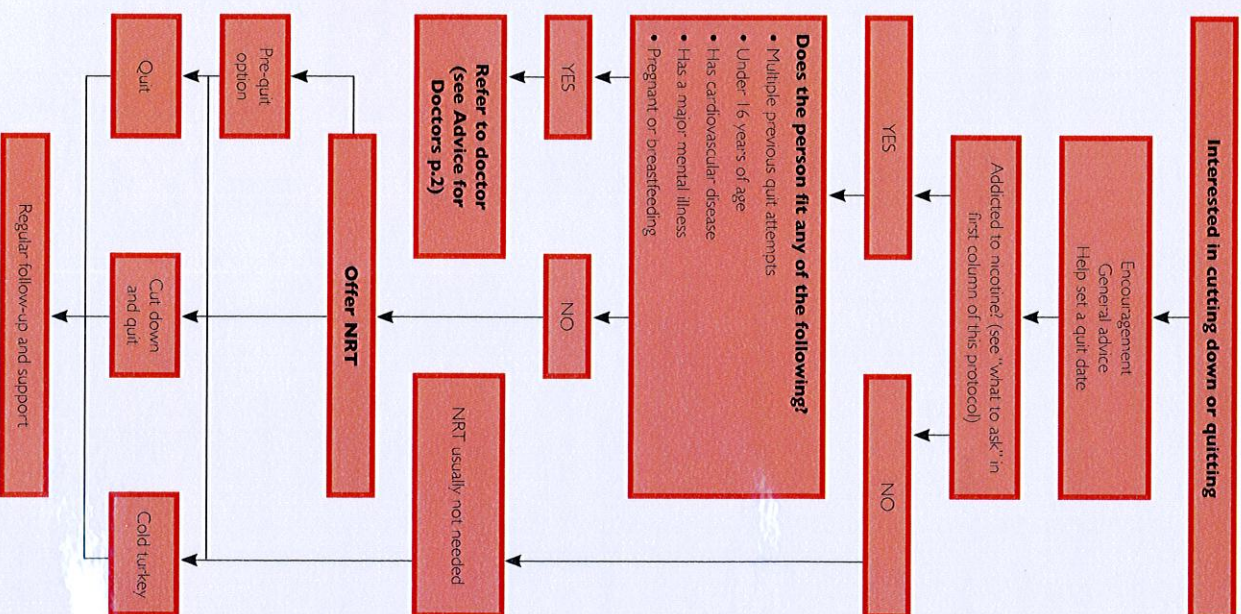 Interested in cutting down or quitting
Encouragement
General advice
Help set a quit date
Addicted to nicotine? (see "what to ask" in
first column of this protocol)
YES
NO
Does the person fit any of the following?
• Multiple previous quit attempts
• Under 16 years of age
• Has cardiovascular disease
• Has a major mental illness
• Pregnant or breastfeeding
YES
NO
Refer to doctor
(see Advice for
Doctors p.2)
NRT usually not needed
Offer NRT
Pre-quit
option
Quit
Cut down
and quit
Cold turkey
Regular follow-up and support